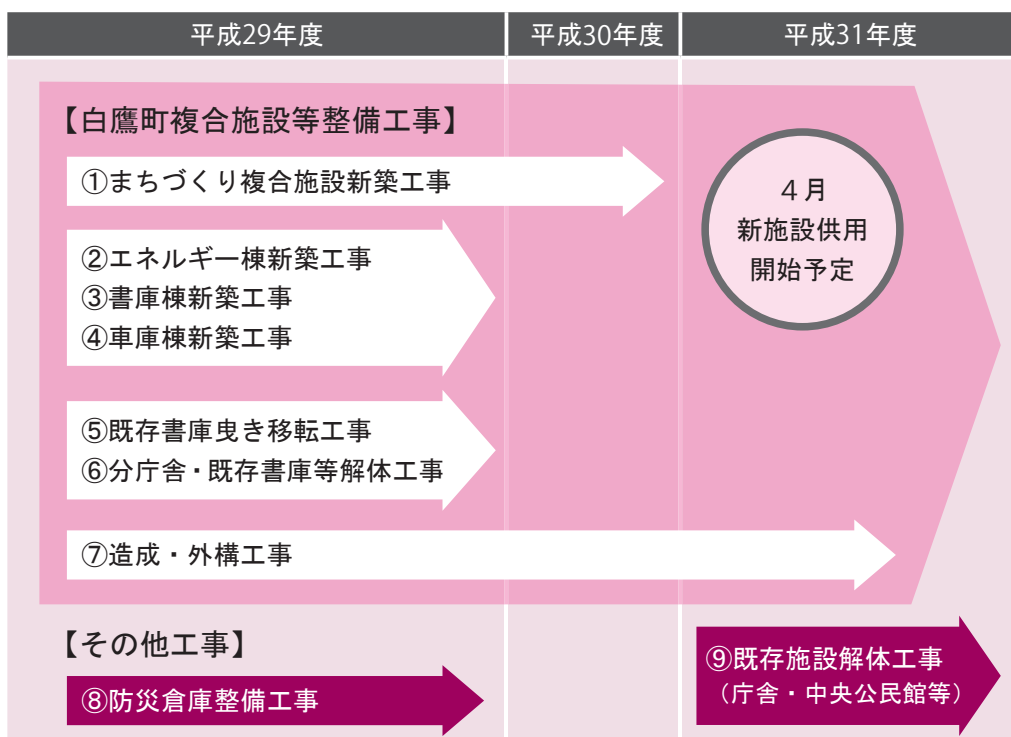 平成29年度
平成30年度
平成31年度
【白鷹町複合施設等整備工事】
①まちづくり複合施設新築工事
4月
新施設供用
開始予定
②エネルギー棟新築工事
③書庫棟新築工事
④車庫棟新築工事
⑤既存書庫曳き移転工事
⑥分庁舎・既存書庫等解体工事
⑦造成・外構工事
【その他工事】
⑧防災倉庫整備工事
⑨既存施設解体工事
（庁舎・中央公民館等）